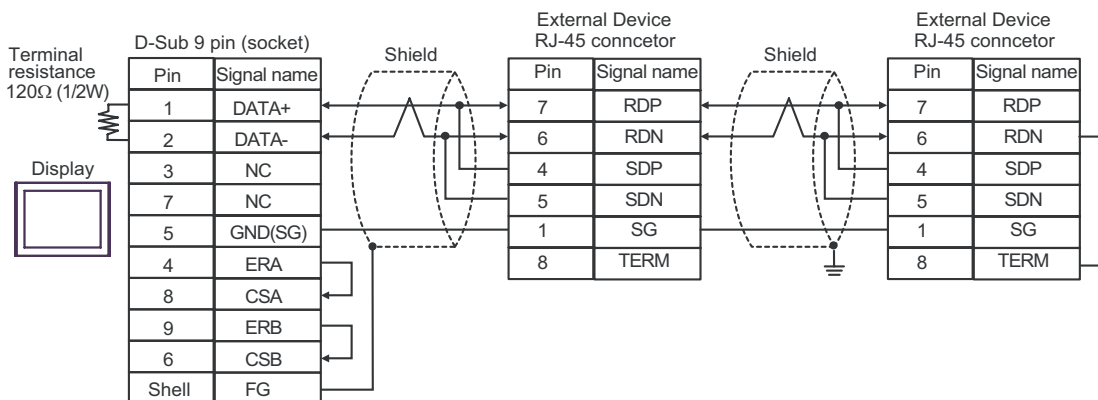 Terminal
resistance
120Ω (1/2W)
Display
D-Sub 9 pin (socket)
Pin Signal name
1 DATA+
2 DATA-
3 NC
7 NC
5 GND(SG)
4 ERA
8 CSA
9 ERB
6 CSB
Shell FG
Shield
External Device
RJ-45 conncetor
Pin Signal name
7 RDP
6 RDN
4 SDP
5 SDN
1 SG
8 TERM
Shield
External Device
RJ-45 conncetor
Pin Signal name
7 RDP
6 RDN
4 SDP
5 SDN
1 SG
8 TERM